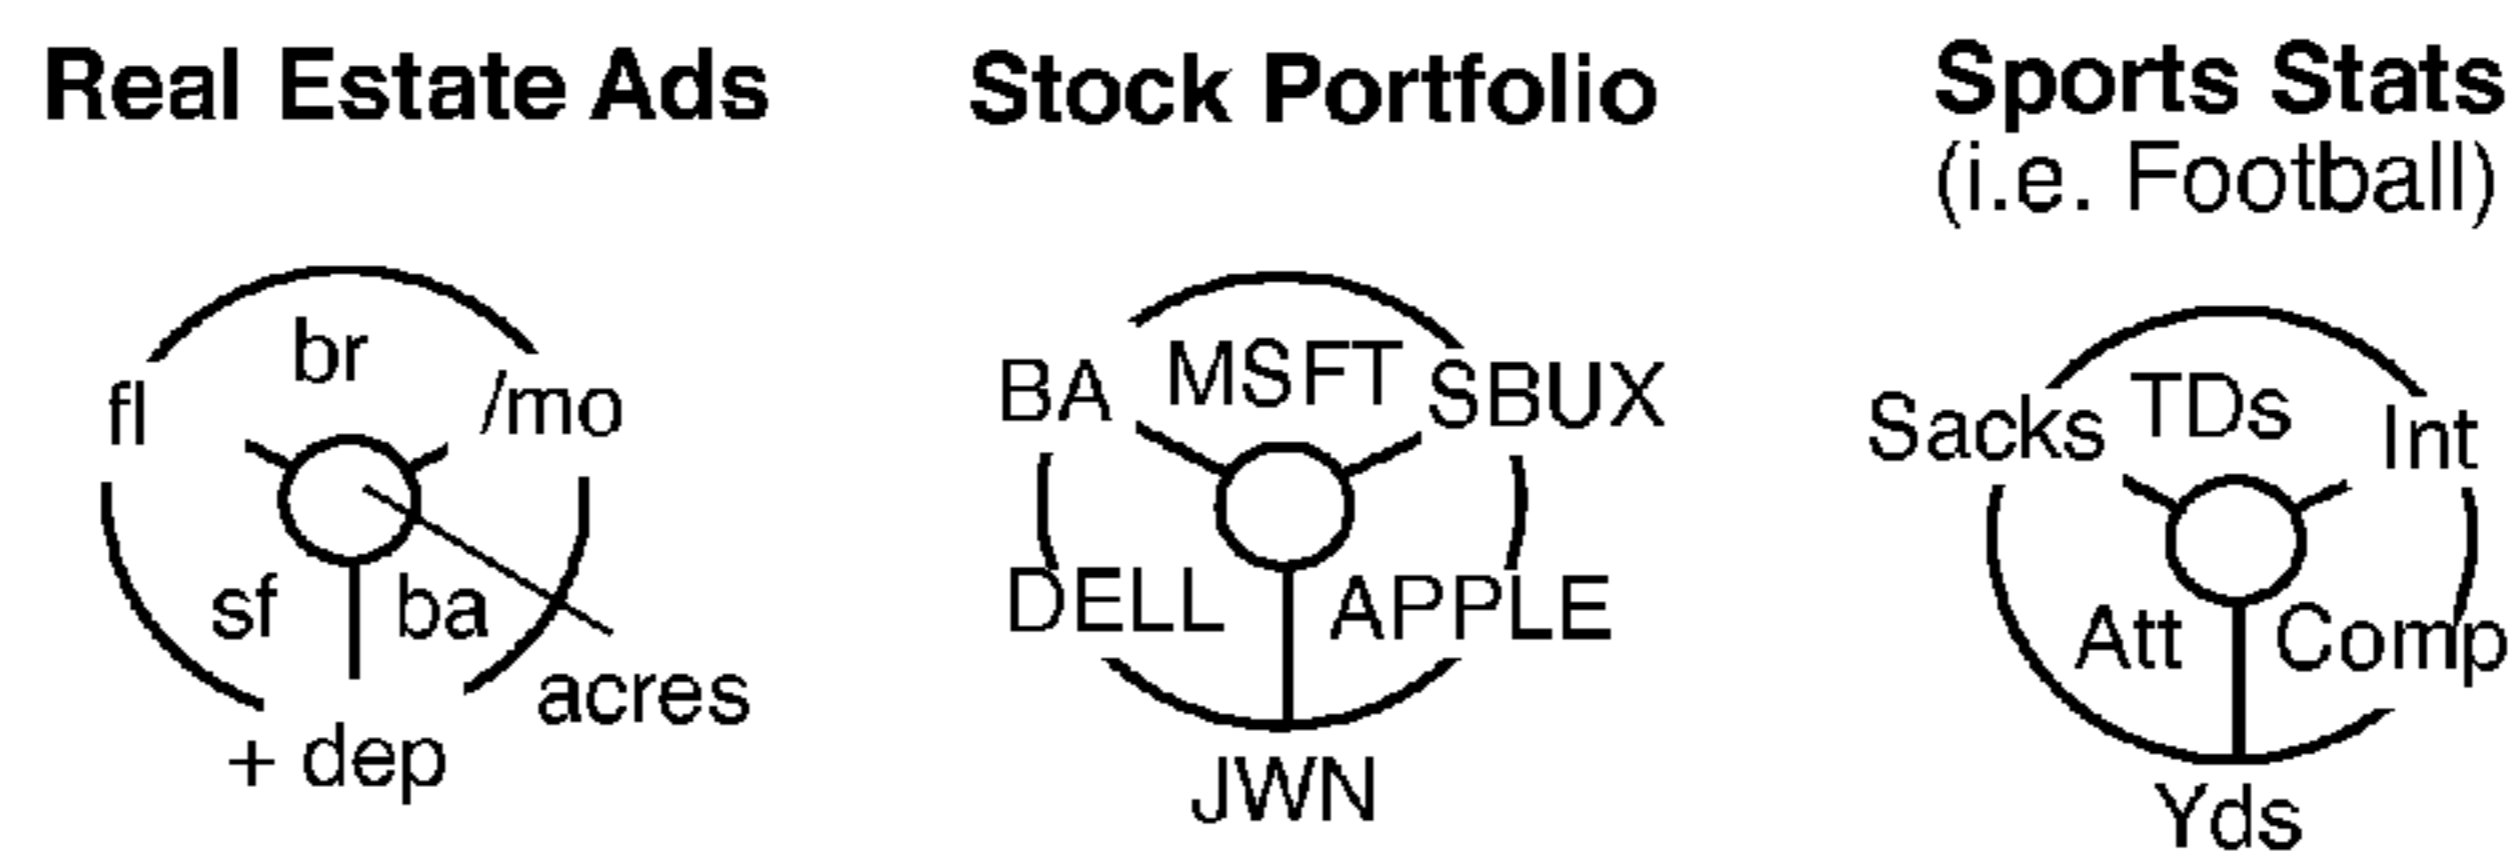 Real Estate Ads
br
fl
/mo
sf
ba
acres
+ dep
Stock Portfolio
MSFT
BA
SBUX
DELL
APPLE
JWN
Sports Stats
(i.e. Football)
TDs
Sacks
Int
Att
Comp
Yds